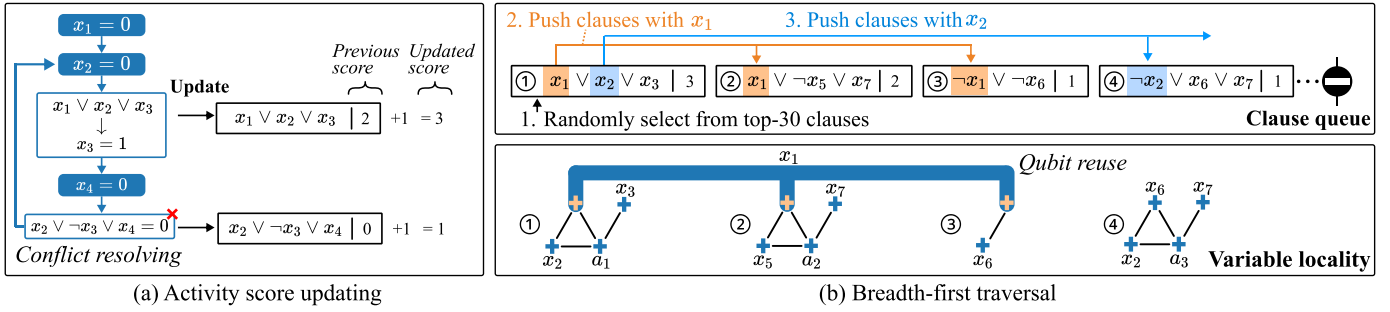 x₁ = 0
x₂ = 0
x₁ ∨ x₂ ∨ x₃
↓
x₃ = 1
x₄ = 0
x₂ ∨ ¬x₃ ∨ x₄ = 0
Conflict resolving
Update
Previous score
Updated score
x₁ ∨ x₂ ∨ x₃ | 2 +1 = 3
x₂ ∨ ¬x₃ ∨ x₄ | 0 +1 = 1
(a) Activity score updating
2. Push clauses with x₁
3. Push clauses with x₂
① x₁ ∨ x₂ ∨ x₃ | 3
② x₁ ∨ ¬x₅ ∨ x₇ | 2
③ ¬x₁ ∨ ¬x₆ | 1
④ ¬x₂ ∨ x₆ ∨ x₇ | 1
...
1. Randomly select from top-30 clauses
Clause queue
x₁
Qubit reuse
① x₃ x₂ a₁
② x₇ x₅ a₂
③ x₆
④ x₆ x₇ x₂ a₃
Variable locality
(b) Breadth-first traversal